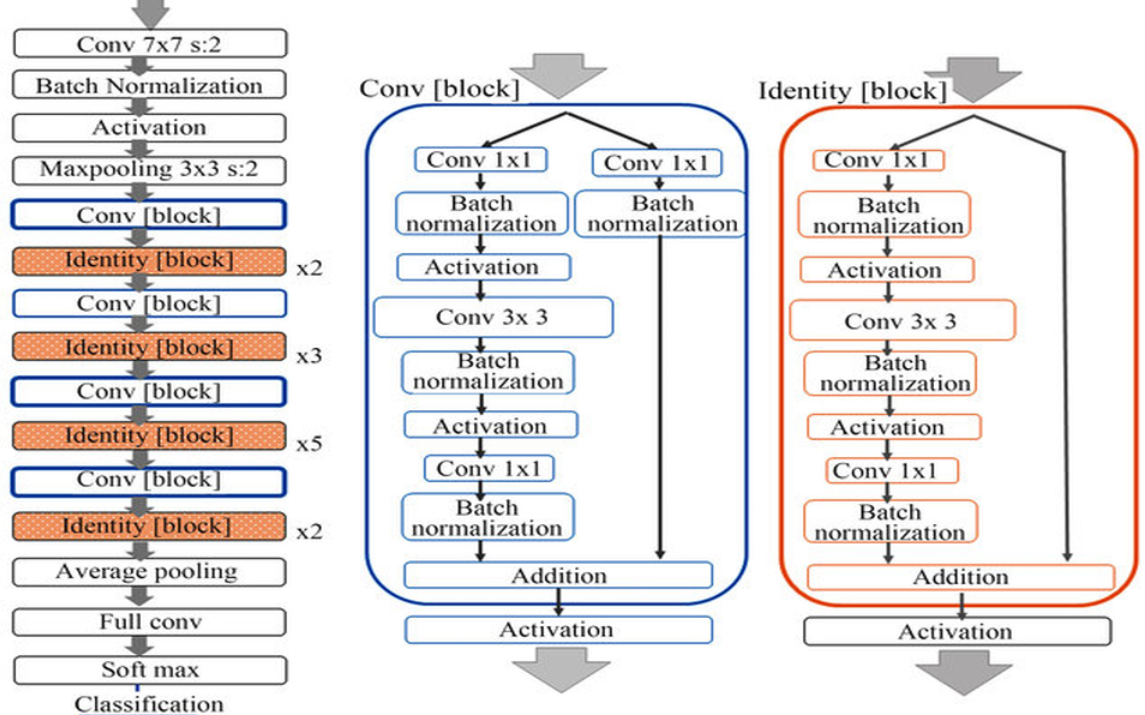 Conv 7x7 s:2
Batch Normalization
Activation
Maxpooling 3x3 s:2
Conv [block]
Identity [block]
x2
Conv [block]
Identity [block]
x3
Conv [block]
Identity [block]
x5
Conv [block]
Identity [block]
x2
Average pooling
Full conv
Soft max
Classification
Conv [block]
Conv 1x1
Batch
normalization
Activation
Conv 3x 3
Batch
normalization
Activation
Conv 1x1
Batch
normalization
Conv 1x1
Batch
normalization
Addition
Activation
Identity [block]
Conv 1x1
Batch
normalization
Activation
Conv 3x 3
Batch
normalization
Activation
Conv 1x1
Batch
normalization
Addition
Activation